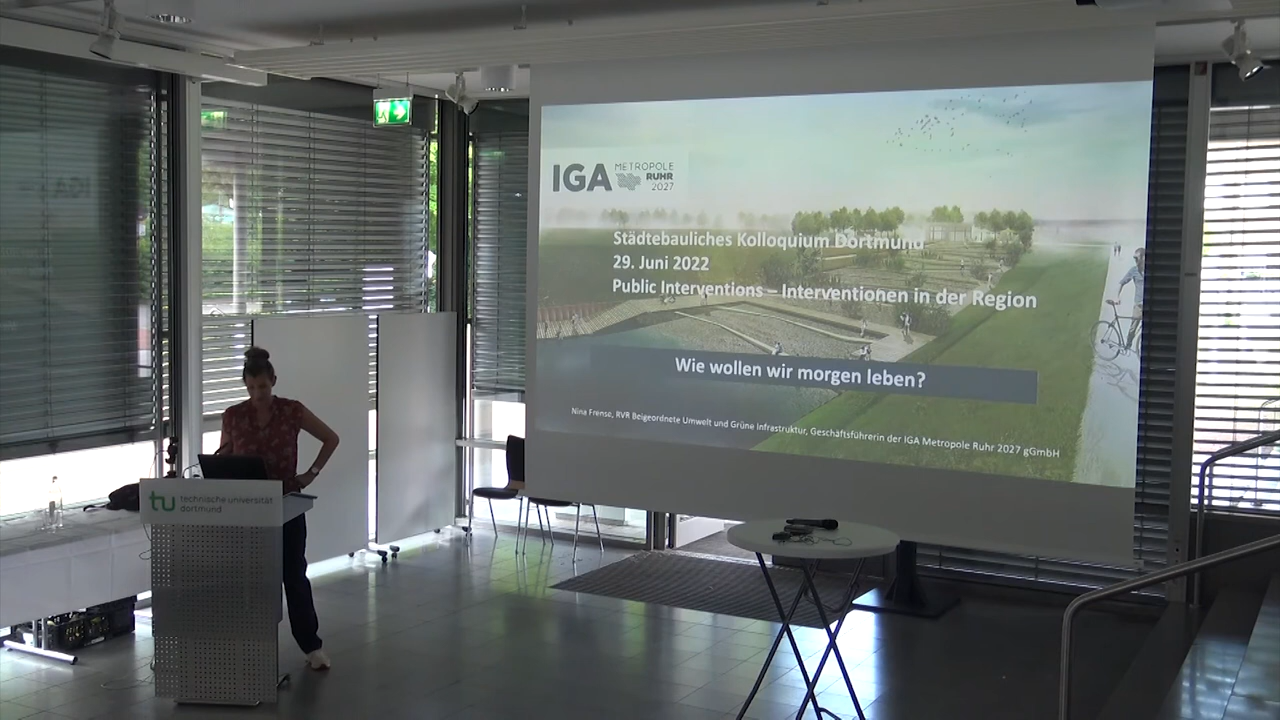 IGA METROPOLE
RUHR
2027
Städtebauliches Kolloquium Dortmund
29. Juni 2022
Public Interventions – Interventionen in der Region
Wie wollen wir morgen leben?
Nina Frense, RVR Beigeordnete Umwelt und Grüne Infrastruktur, Geschäftsführerin der IGA Metropole Ruhr 2027 gGmbH
tu technische universität
dortmund